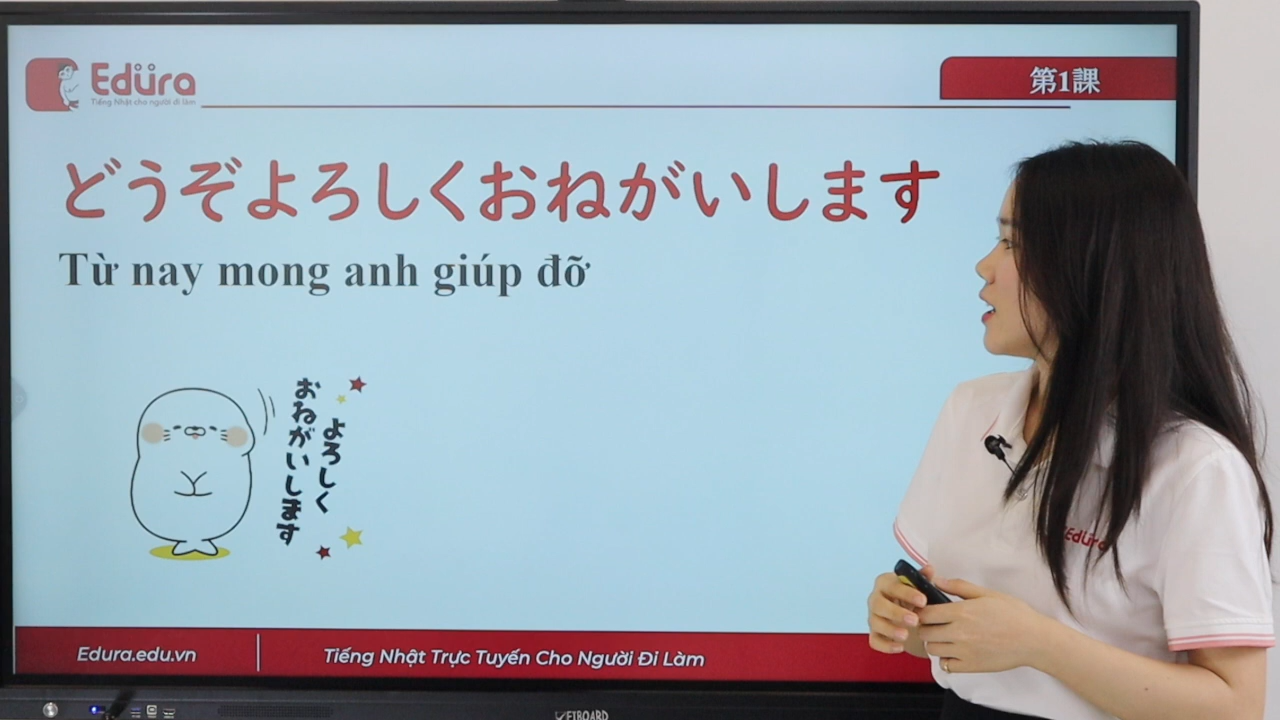 Edura
Tiếng Nhật cho người đi làm
第1課
どうぞよろしくおねがいします
Từ nay mong anh giúp đỡ
よろしく
おねがいします
Edura
Edura.edu.vn
Tiếng Nhật Trực Tuyến Cho Người Đi Làm